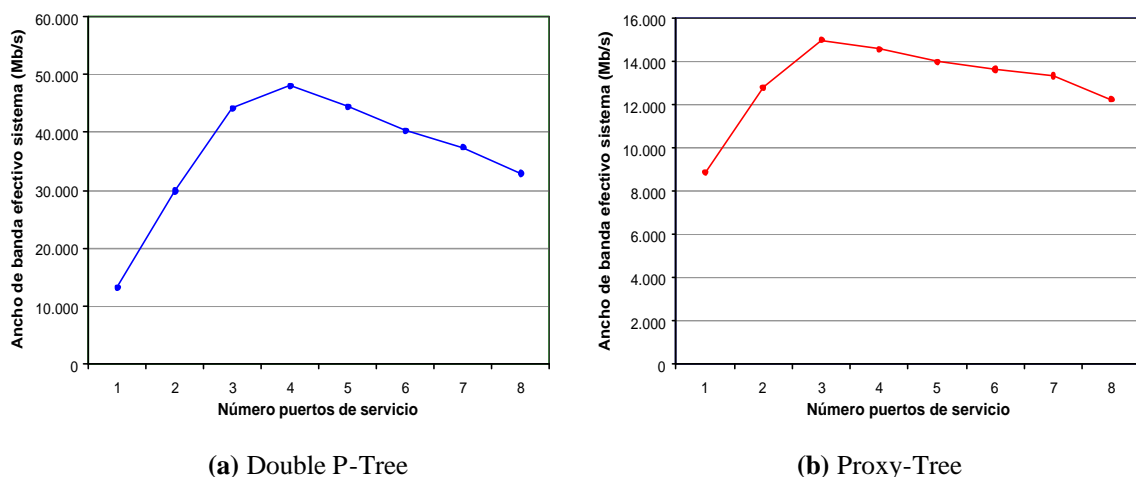 Ancho de banda efectivo sistema (Mb/s)
60.000
50.000
40.000
30.000
20.000
10.000
0
1 2 3 4 5 6 7 8
Número puertos de servicio
(a) Double P-Tree
Ancho de banda efectivo sistema (Mb/s)
16.000
14.000
12.000
10.000
8.000
6.000
4.000
2.000
0
1 2 3 4 5 6 7 8
Número puertos de servicio
(b) Proxy-Tree